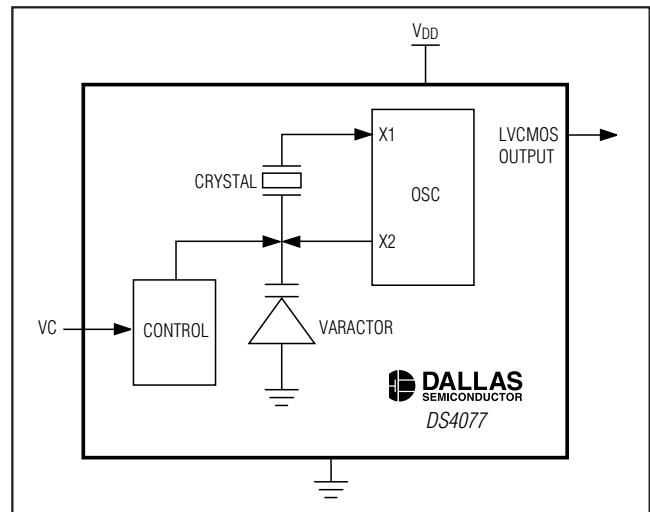 VDD
X1
LVCMOS
OUTPUT
CRYSTAL
OSC
X2
VC
CONTROL
VARACTOR
DALLAS
SEMICONDUCTOR
DS4077